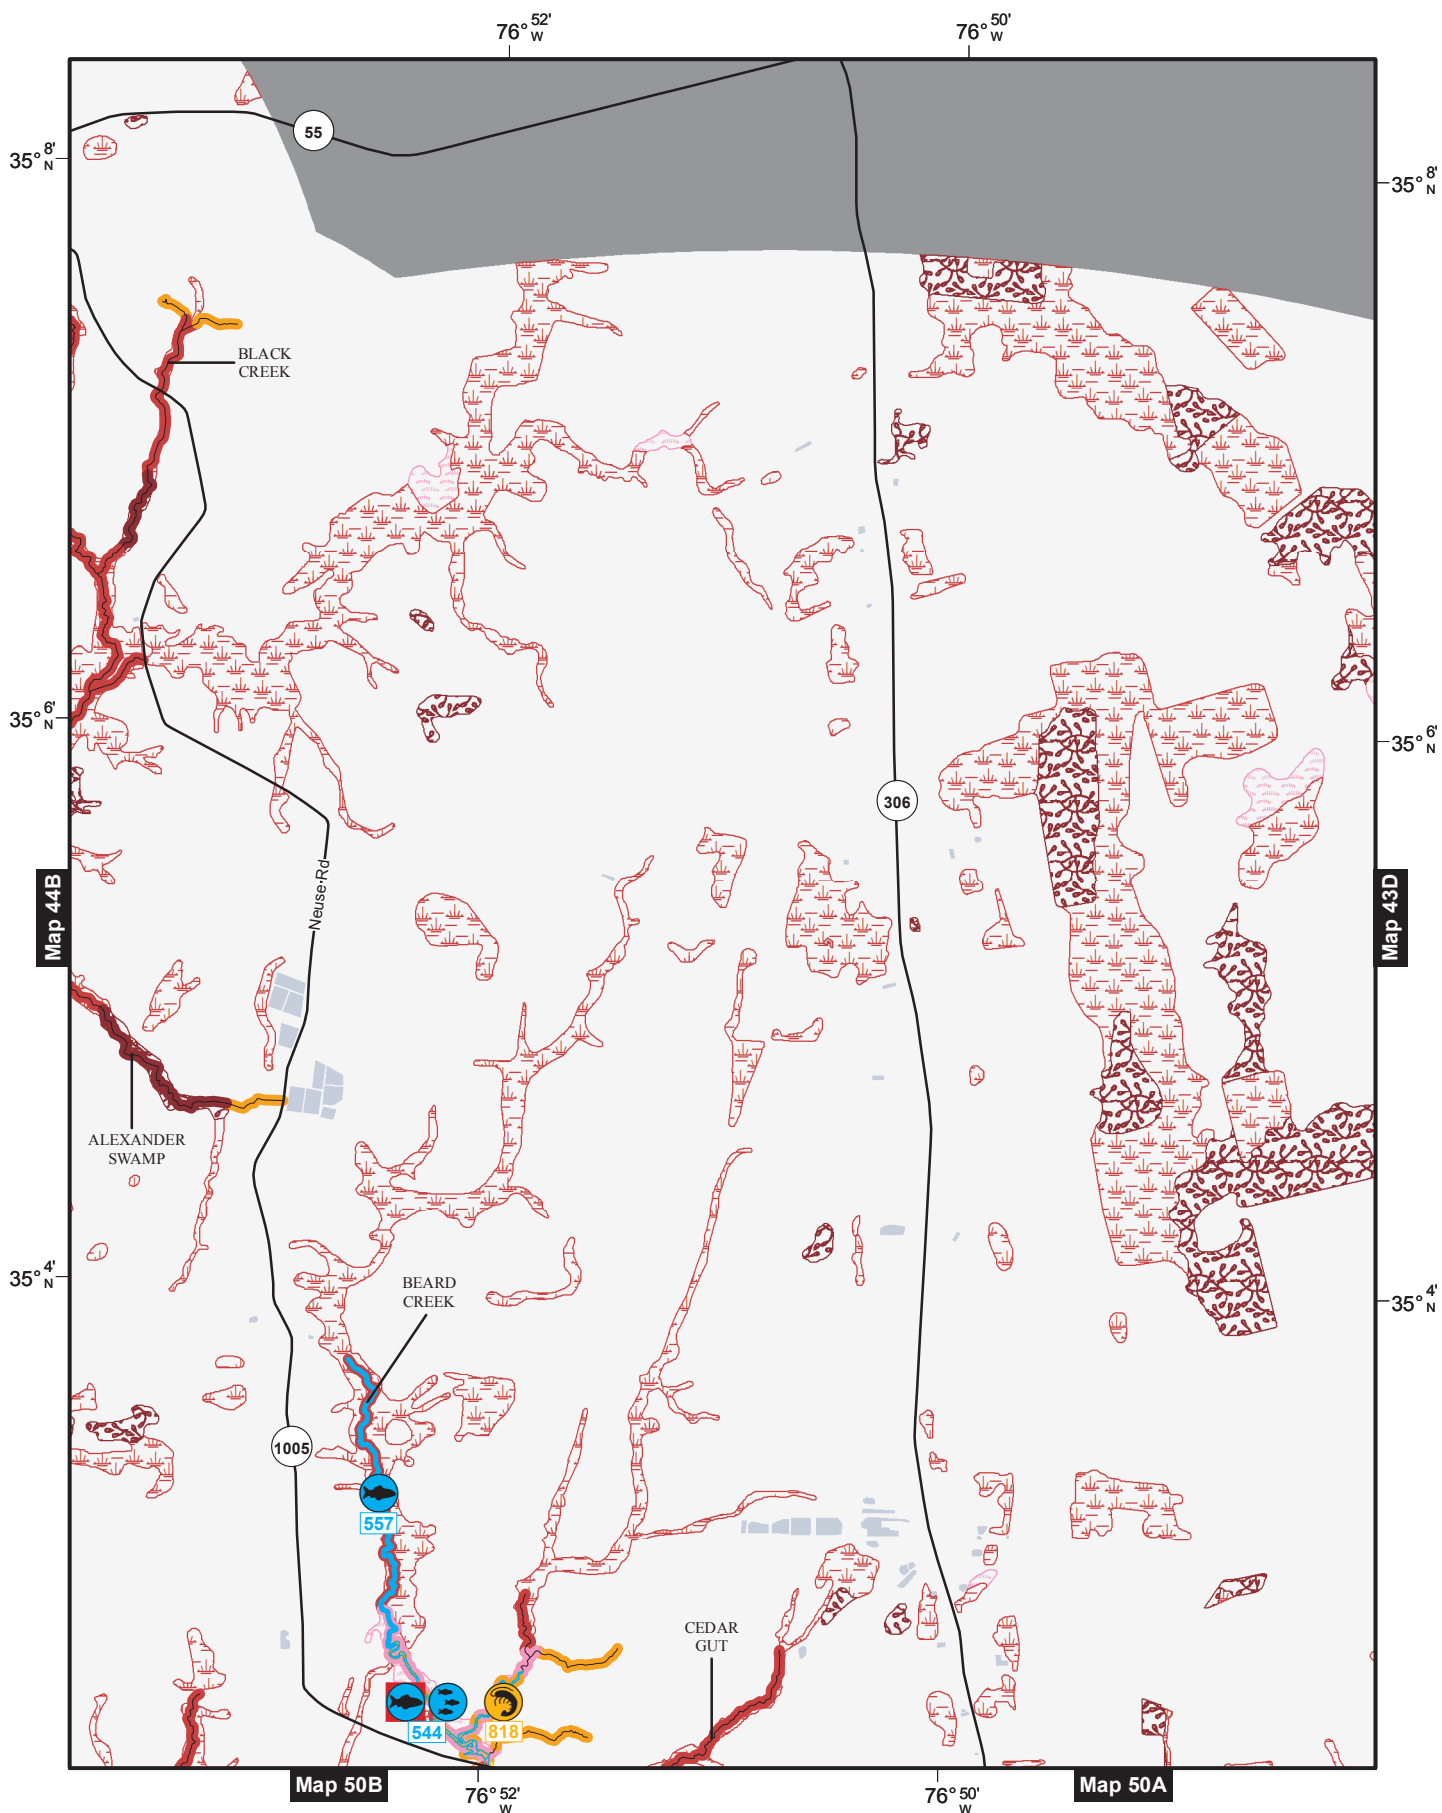 76° 52' W
76° 50' W
55
35° 8' N
35° 8' N
BLACK
CREEK
35° 6' N
35° 6' N
306
Neuse Rd
Map 44B
Map 43D
ALEXANDER
SWAMP
35° 4' N
35° 4' N
BEARD
CREEK
1005
557
CEDAR
GUT
544
818
Map 50B
Map 50A
76° 52' W
76° 50' W